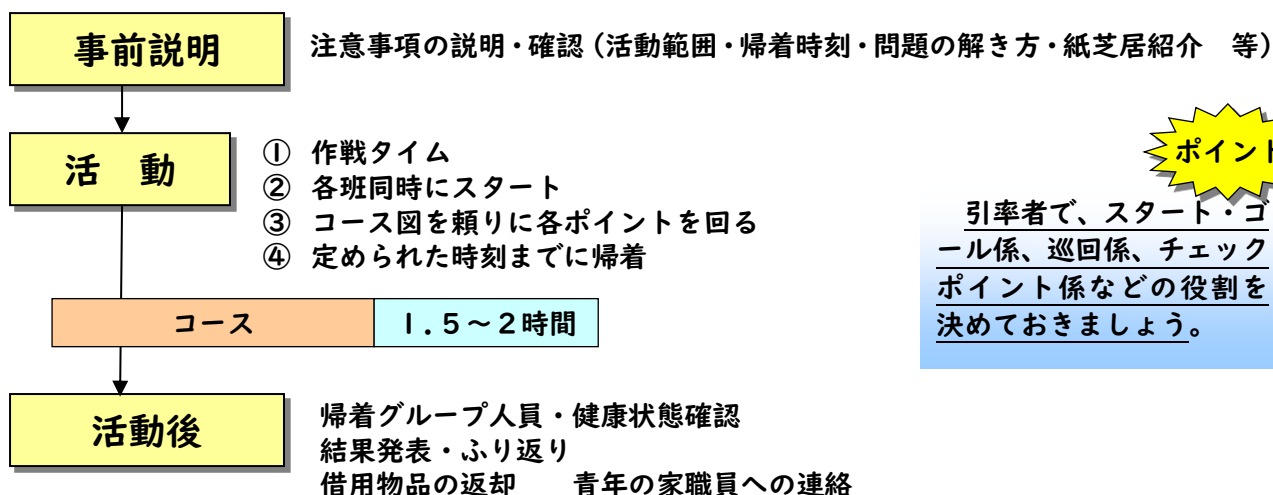 事前説明
注意事項の説明・確認（活動範囲・帰着時刻・問題の解き方・紙芝居紹介　等）
活　動
① 作戦タイム
② 各班同時にスタート
③ コース図を頼りに各ポイントを回る
④ 定められた時刻までに帰着
ポイント
引率者で、スタート・ゴ
ール係、巡回係、チェック
ポイント係などの役割を
決めておきましょう。
コース
１．５～２時間
活動後
帰着グループ人員・健康状態確認
結果発表・ふり返り
借用物品の返却　　青年の家職員への連絡